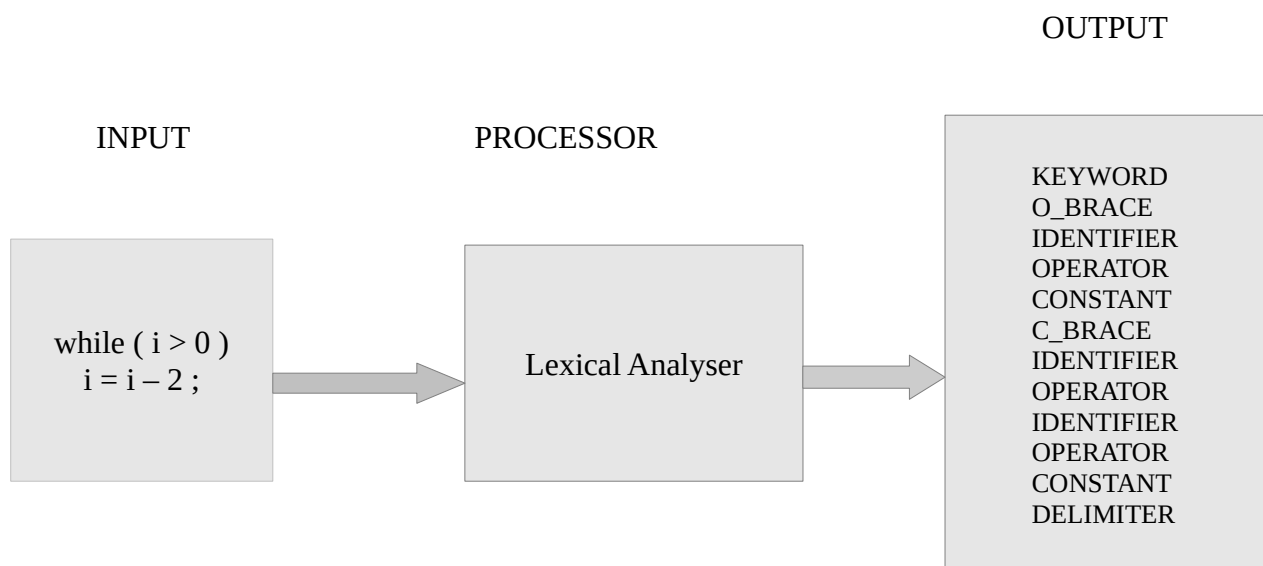 OUTPUT
INPUT
PROCESSOR
while ( i > 0 )
i = i – 2 ;
Lexical Analyser
KEYWORD
O_BRACE
IDENTIFIER
OPERATOR
CONSTANT
C_BRACE
IDENTIFIER
OPERATOR
IDENTIFIER
OPERATOR
CONSTANT
DELIMITER